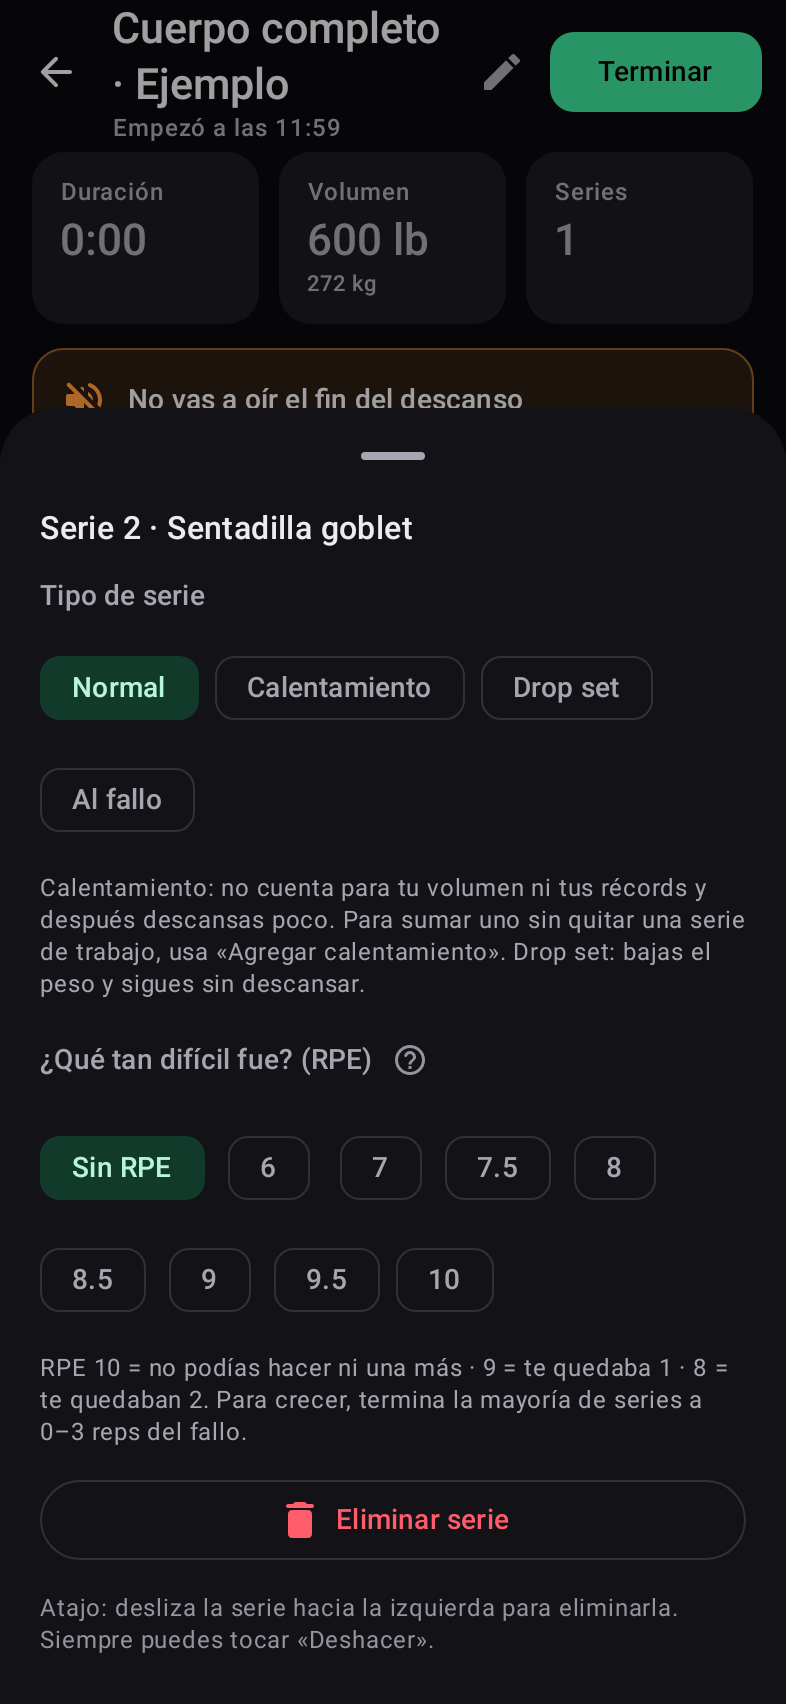 Cuerpo completo
· Ejemplo
Empezó a las 11:59
Terminar
Duración
0:00
Volumen
600 lb
272 kg
Series
1
No vas a oír el fin del descanso
Serie 2 · Sentadilla goblet
Tipo de serie
Normal
Calentamiento
Drop set
Al fallo
Calentamiento: no cuenta para tu volumen ni tus récords y
después descansas poco. Para sumar uno sin quitar una serie
de trabajo, usa «Agregar calentamiento». Drop set: bajas el
peso y sigues sin descansar.
¿Qué tan difícil fue? (RPE)
Sin RPE
6
7
7.5
8
8.5
9
9.5
10
RPE 10 = no podías hacer ni una más · 9 = te quedaba 1 · 8 =
te quedaban 2. Para crecer, termina la mayoría de series a
0–3 reps del fallo.
Eliminar serie
Atajo: desliza la serie hacia la izquierda para eliminarla.
Siempre puedes tocar «Deshacer».